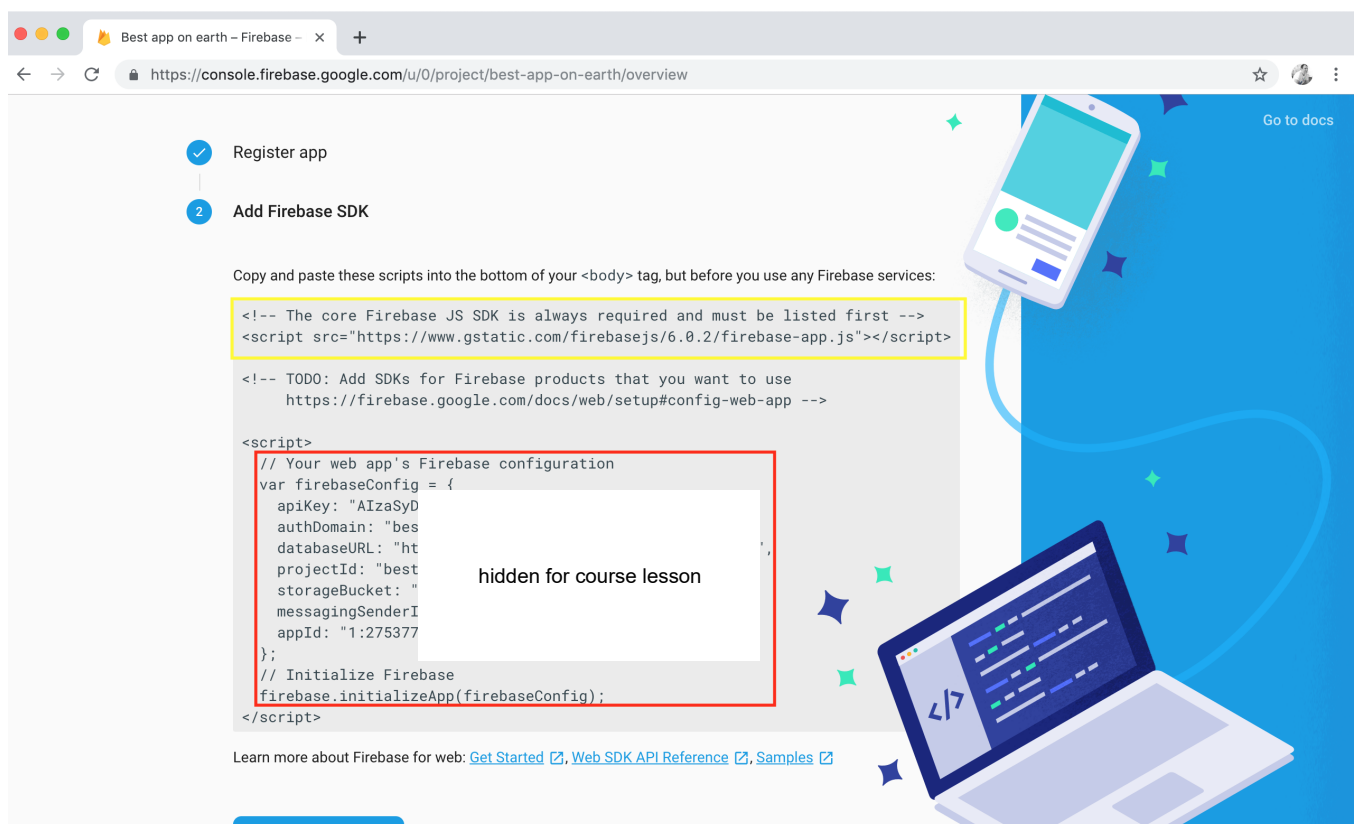 Best app on earth – Firebase –
https://console.firebase.google.com/u/0/project/best-app-on-earth/overview
Go to docs
Register app
2
Add Firebase SDK
Copy and paste these scripts into the bottom of your <body> tag, but before you use any Firebase services:
<!-- The core Firebase JS SDK is always required and must be listed first -->
<script src="https://www.gstatic.com/firebasejs/6.0.2/firebase-app.js"></script>
<!-- TODO: Add SDKs for Firebase products that you want to use
https://firebase.google.com/docs/web/setup#config-web-app -->
<script>
// Your web app's Firebase configuration
var firebaseConfig = {
apiKey: "AIzaSyD
authDomain: "bes
databaseURL: "ht ",
projectId: "best
hidden for course lesson
storageBucket: "
messagingSenderI
appId: "1:275377
};
// Initialize Firebase
firebase.initializeApp(firebaseConfig);
</script>
Learn more about Firebase for web: Get Started, Web SDK API Reference, Samples
</>